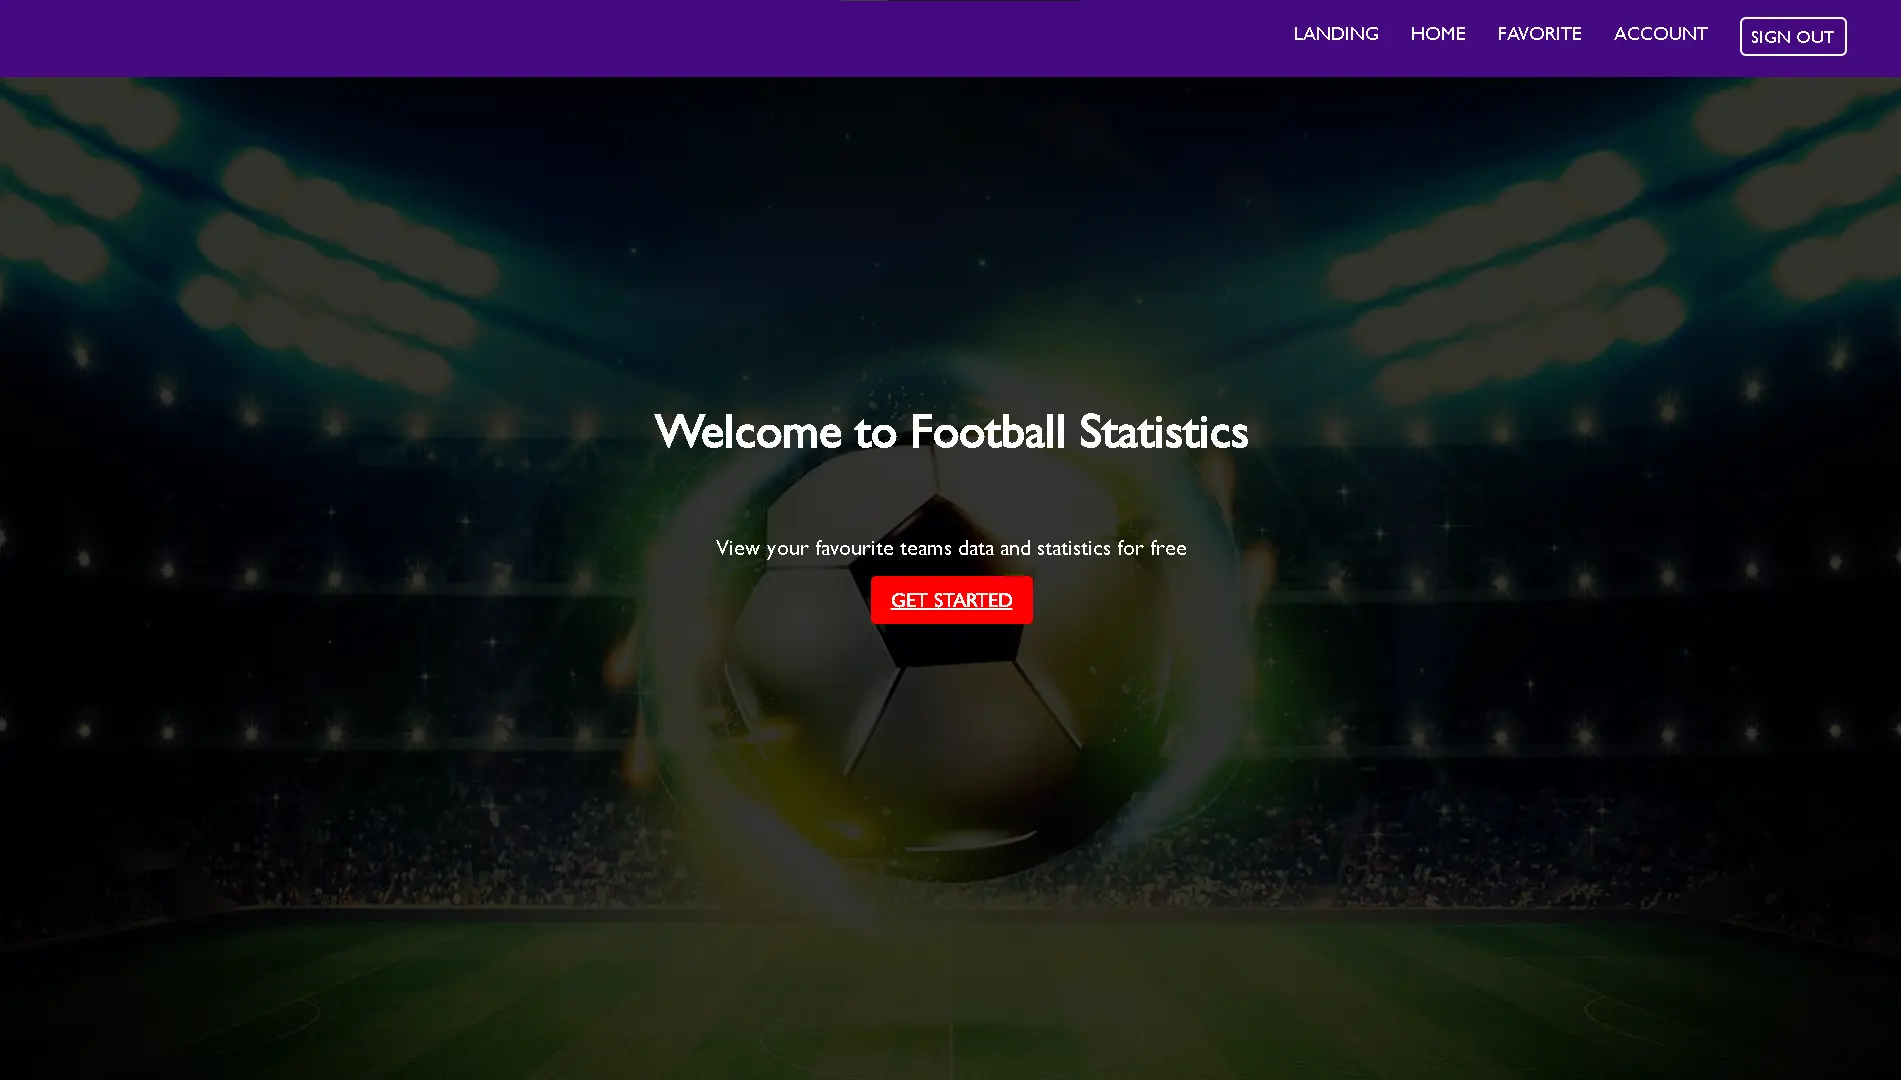 LANDING HOME FAVORITE ACCOUNT SIGN OUT
Welcome to Football Statistics
View your favourite teams data and statistics for free
GET STARTED